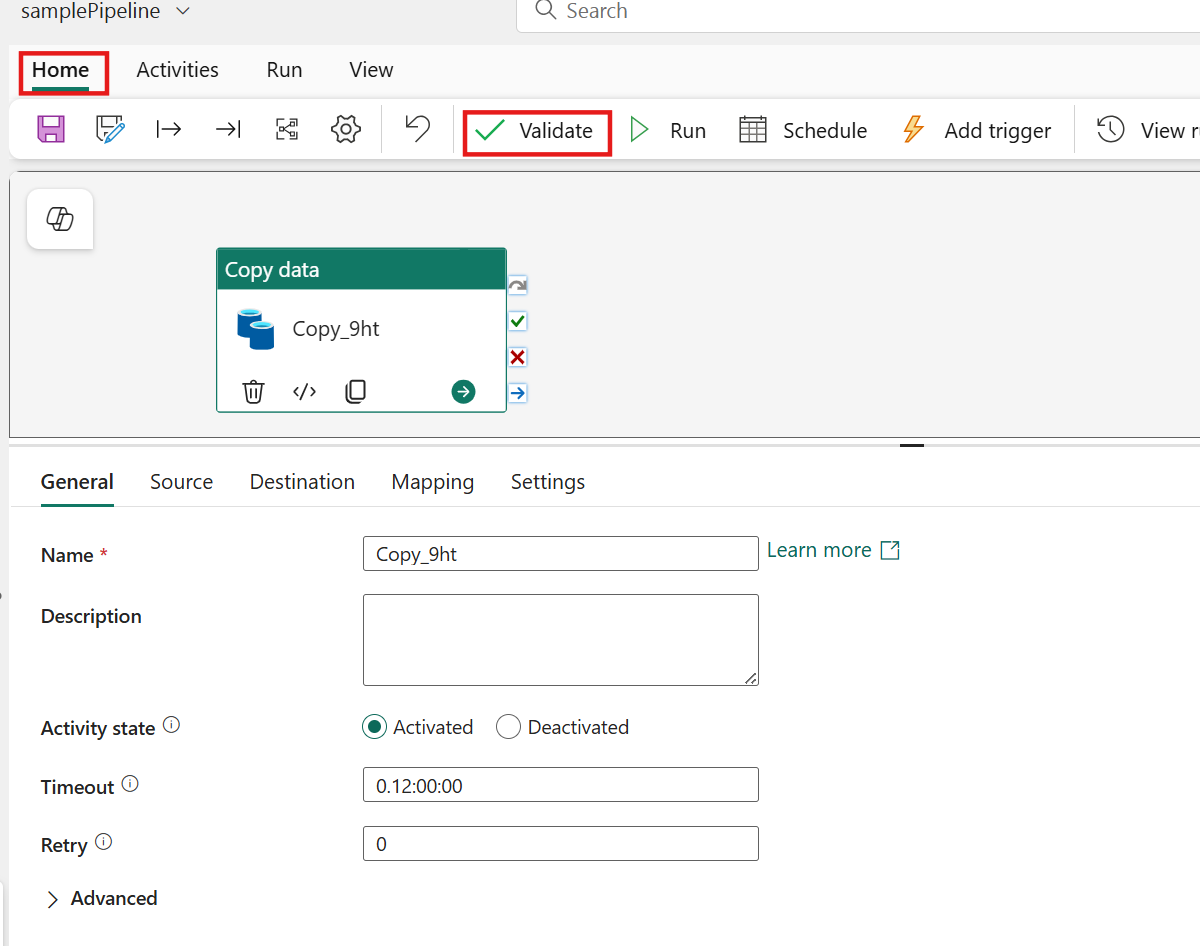 samplePipeline
Search
Home Activities Run View
Validate Run Schedule Add trigger View
Copy data
Copy_9ht
General Source Destination Mapping Settings
Name * Copy_9ht Learn more
Description
Activity state Activated Deactivated
Timeout 0.12:00:00
Retry 0
Advanced